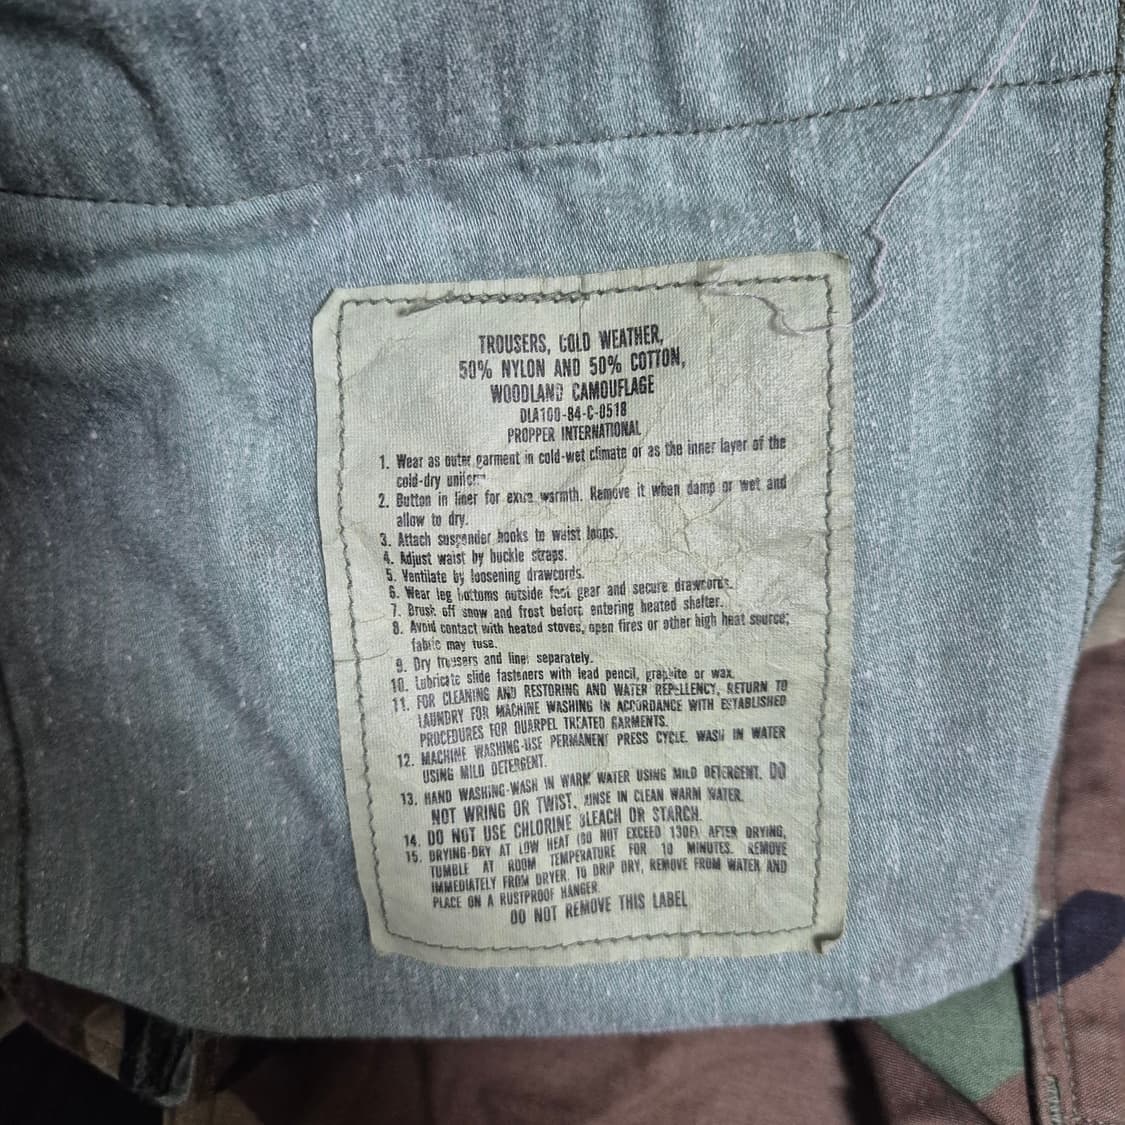 TROUSERS, COLD WEATHER,
50% NYLON AND 50% COTTON,
WOODLAND CAMOUFLAGE
DLA100-84-C-0518
PROPPER INTERNATIONAL
1. Wear as outer garment in cold-wet climate or as the inner layer of the
cold-dry uniform
2. Button in liner for extra warmth. Remove it when damp or wet and
allow to dry.
3. Attach suspender hooks to waist loops.
4. Adjust waist by buckle straps.
5. Ventilate by loosening drawcords.
6. Wear leg bottoms outside foot gear and secure drawcords.
7. Brush off snow and frost before entering heated shelter.
8. Avoid contact with heated stoves, open fires or other high heat source;
fabric may fuse.
9. Dry trousers and liner separately.
10. Lubricate slide fasteners with lead pencil, graphite or wax.
11. FOR CLEANING AND RESTORING AND WATER REPELLENCY, RETURN TO
LAUNDRY FOR MACHINE WASHING IN ACCORDANCE WITH ESTABLISHED
PROCEDURES FOR QUARPEL TREATED GARMENTS.
12. MACHINE WASHING-USE PERMANENT PRESS CYCLE. WASH IN WATER
USING MILD DETERGENT.
13. HAND WASHING-WASH IN WARM WATER USING MILD DETERGENT. DO
NOT WRING OR TWIST. RINSE IN CLEAN WARM WATER.
14. DO NOT USE CHLORINE BLEACH OR STARCH.
15. DRYING-DRY AT LOW HEAT (DO NOT EXCEED 130F) AFTER DRYING,
TUMBLE AT ROOM TEMPERATURE FOR 10 MINUTES. REMOVE
IMMEDIATELY FROM DRYER. TO DRIP DRY, REMOVE FROM WATER AND
PLACE ON A RUSTPROOF HANGER.
DO NOT REMOVE THIS LABEL